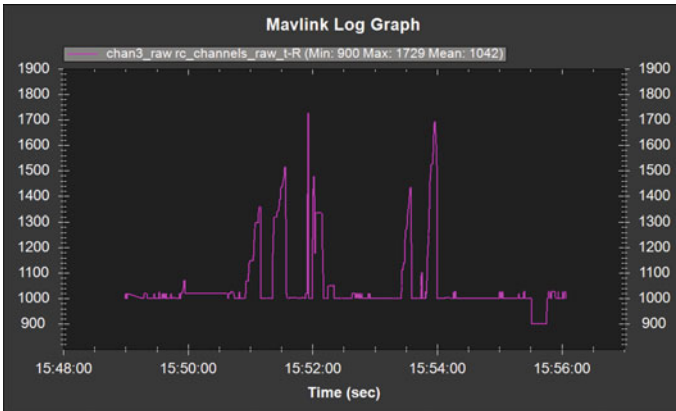 Mavlink Log Graph
chan3_raw rc_channels_raw_t-R (Min: 900 Max: 1729 Mean: 1042)
1900 1900
1800 1800
1700 1700
1600 1600
1500 1500
1400 1400
1300 1300
1200 1200
1100 1100
1000 1000
900 900
15:48:00 15:50:00 15:52:00 15:54:00 15:56:00
Time (sec)